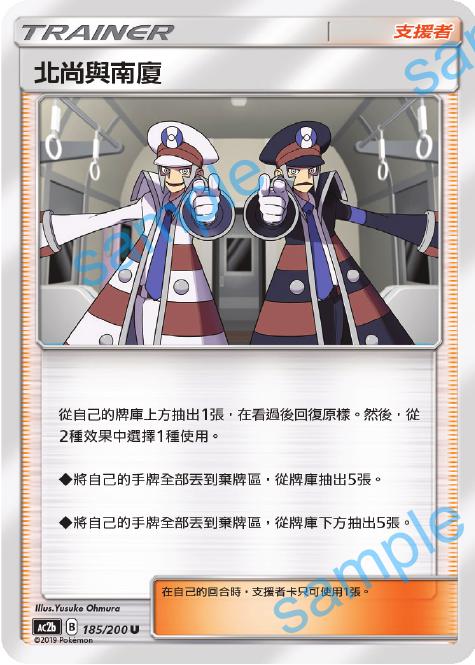 TRAINER
支援者
北尚與南廈
從自己的牌庫上方抽出1張，在看過後回復原樣。然後，從
2種效果中選擇1種使用。
◆將自己的手牌全部丟到棄牌區，從牌庫抽出5張。
◆將自己的手牌全部丟到棄牌區，從牌庫下方抽出5張。
在自己的回合時，支援者卡只可使用1張。
Illus.Yusuke Ohmura
AC2b B 185/200 U
©2019 Pokémon
sample
sample
sample
sample